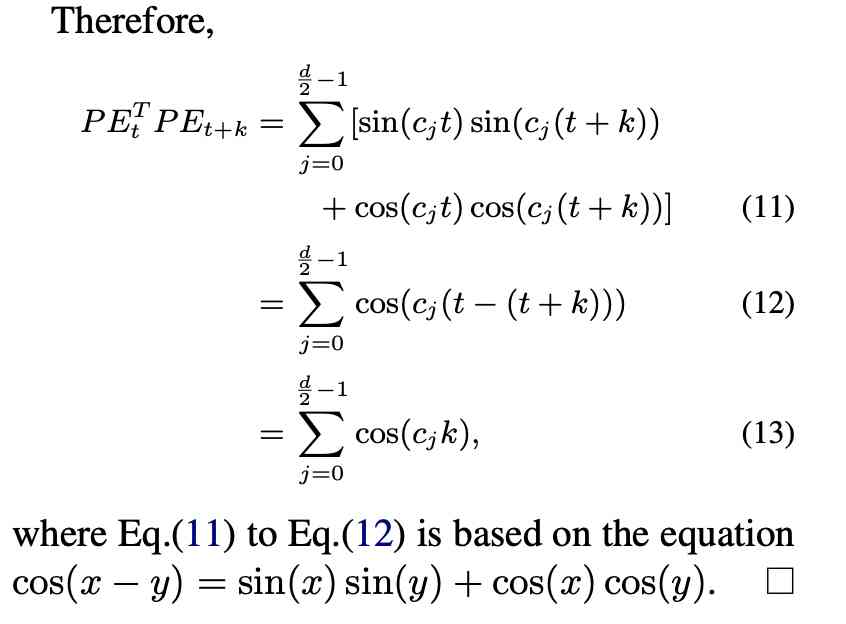 Therefore,
$PE_t^T PE_{t+k} = \sum_{j=0}^{\frac{d}{2}-1} [\sin(c_j t) \sin(c_j(t+k))$
$+ \cos(c_j t) \cos(c_j(t+k))]$ (11)
$= \sum_{j=0}^{\frac{d}{2}-1} \cos(c_j(t-(t+k)))$ (12)
$= \sum_{j=0}^{\frac{d}{2}-1} \cos(c_j k),$ (13)
where Eq.(11) to Eq.(12) is based on the equation
$\cos(x-y) = \sin(x)\sin(y) + \cos(x)\cos(y).$ □